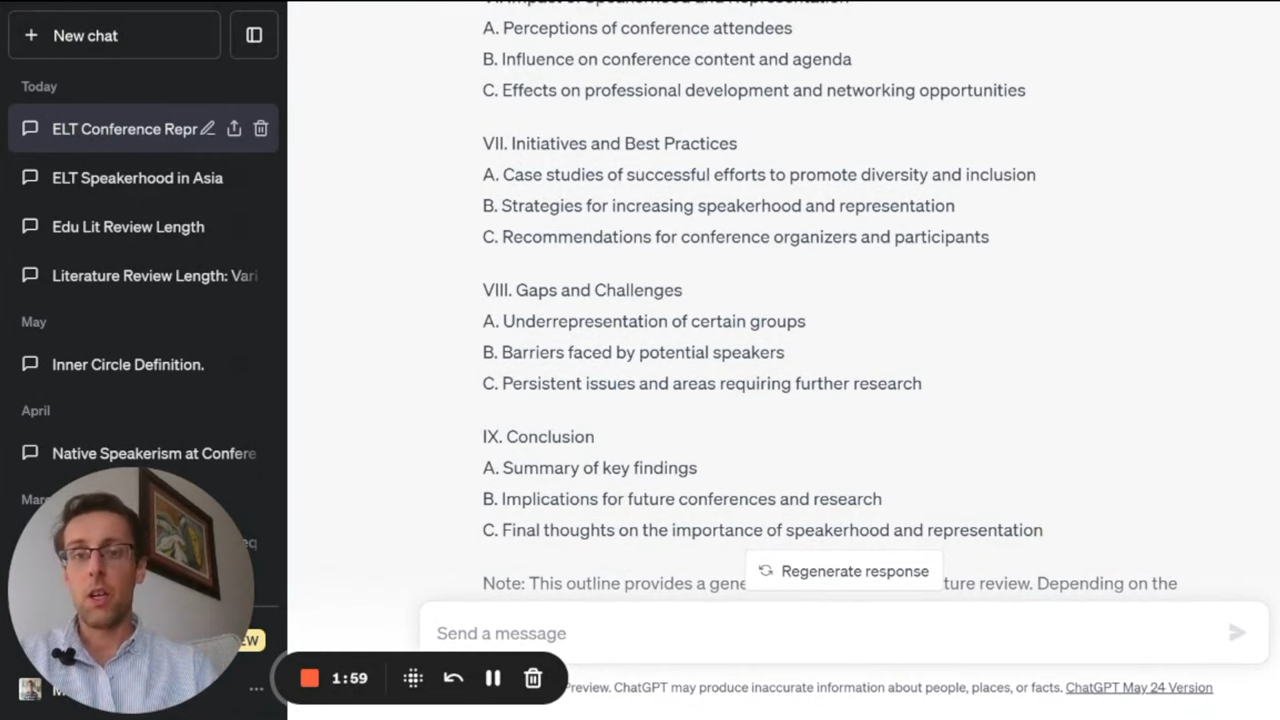 New chat
Today
ELT Conference Repr
ELT Speakerhood in Asia
Edu Lit Review Length
Literature Review Length: Vari
May
Inner Circle Definition.
April
Native Speakerism at Confere
A. Perceptions of conference attendees
B. Influence on conference content and agenda
C. Effects on professional development and networking opportunities
VII. Initiatives and Best Practices
A. Case studies of successful efforts to promote diversity and inclusion
B. Strategies for increasing speakerhood and representation
C. Recommendations for conference organizers and participants
VIII. Gaps and Challenges
A. Underrepresentation of certain groups
B. Barriers faced by potential speakers
C. Persistent issues and areas requiring further research
IX. Conclusion
A. Summary of key findings
B. Implications for future conferences and research
C. Final thoughts on the importance of speakerhood and representation
Note: This outline provides a gene ture review. Depending on the
Regenerate response
Send a message
1:59
Preview. ChatGPT may produce inaccurate information about people, places, or facts. ChatGPT May 24 Version